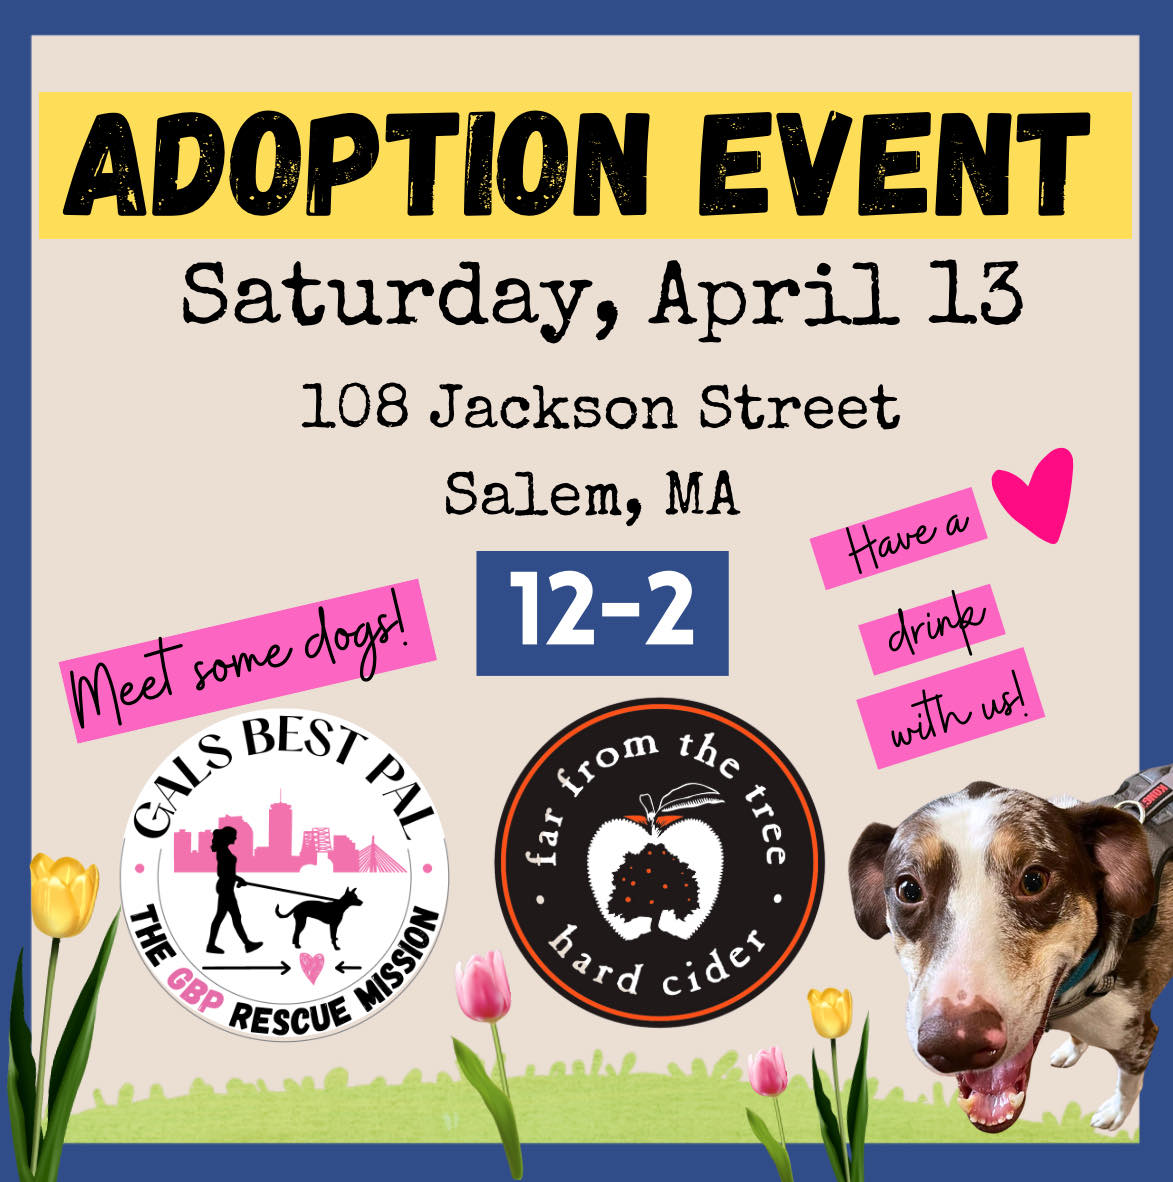 ADOPTION EVENT
Saturday, April 13
108 Jackson Street
Salem, MA
12-2
Have a
drink
with us!
Meet some dogs!
GALS BEST PAL
THE GBP RESCUE MISSION
far from the tree
hard cider
KONG